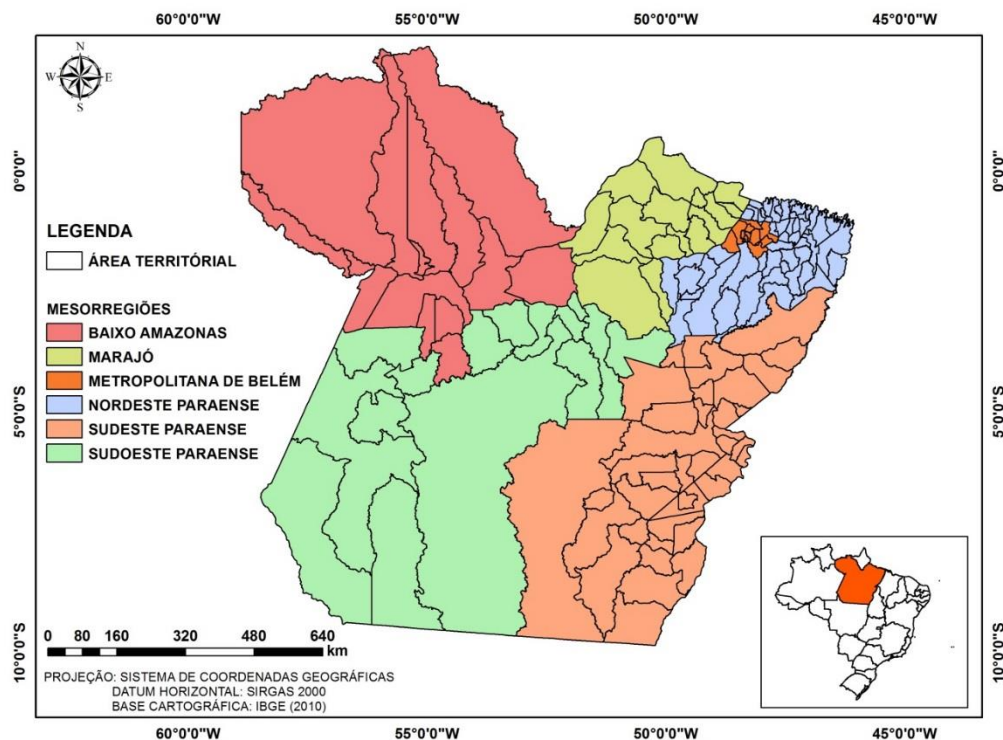 60°0'0"W 55°0'0"W 50°0'0"W 45°0'0"W
N
W E
S
0°0'0" 0°0'0"
LEGENDA
ÁREA TERRITÓRIAL
MESORREGIÕES
BAIXO AMAZONAS
MARAJÓ
METROPOLITANA DE BELÉM
NORDESTE PARAENSE
SUDESTE PARAENSE
SUDOESTE PARAENSE
5°0'0"S 5°0'0"S
0 80 160 320 480 640
km
10°0'0"S 10°0'0"S
PROJEÇÃO: SISTEMA DE COORDENADAS GEOGRÁFICAS
DATUM HORIZONTAL: SIRGAS 2000
BASE CARTOGRÁFICA: IBGE (2010)
60°0'0"W 55°0'0"W 50°0'0"W 45°0'0"W